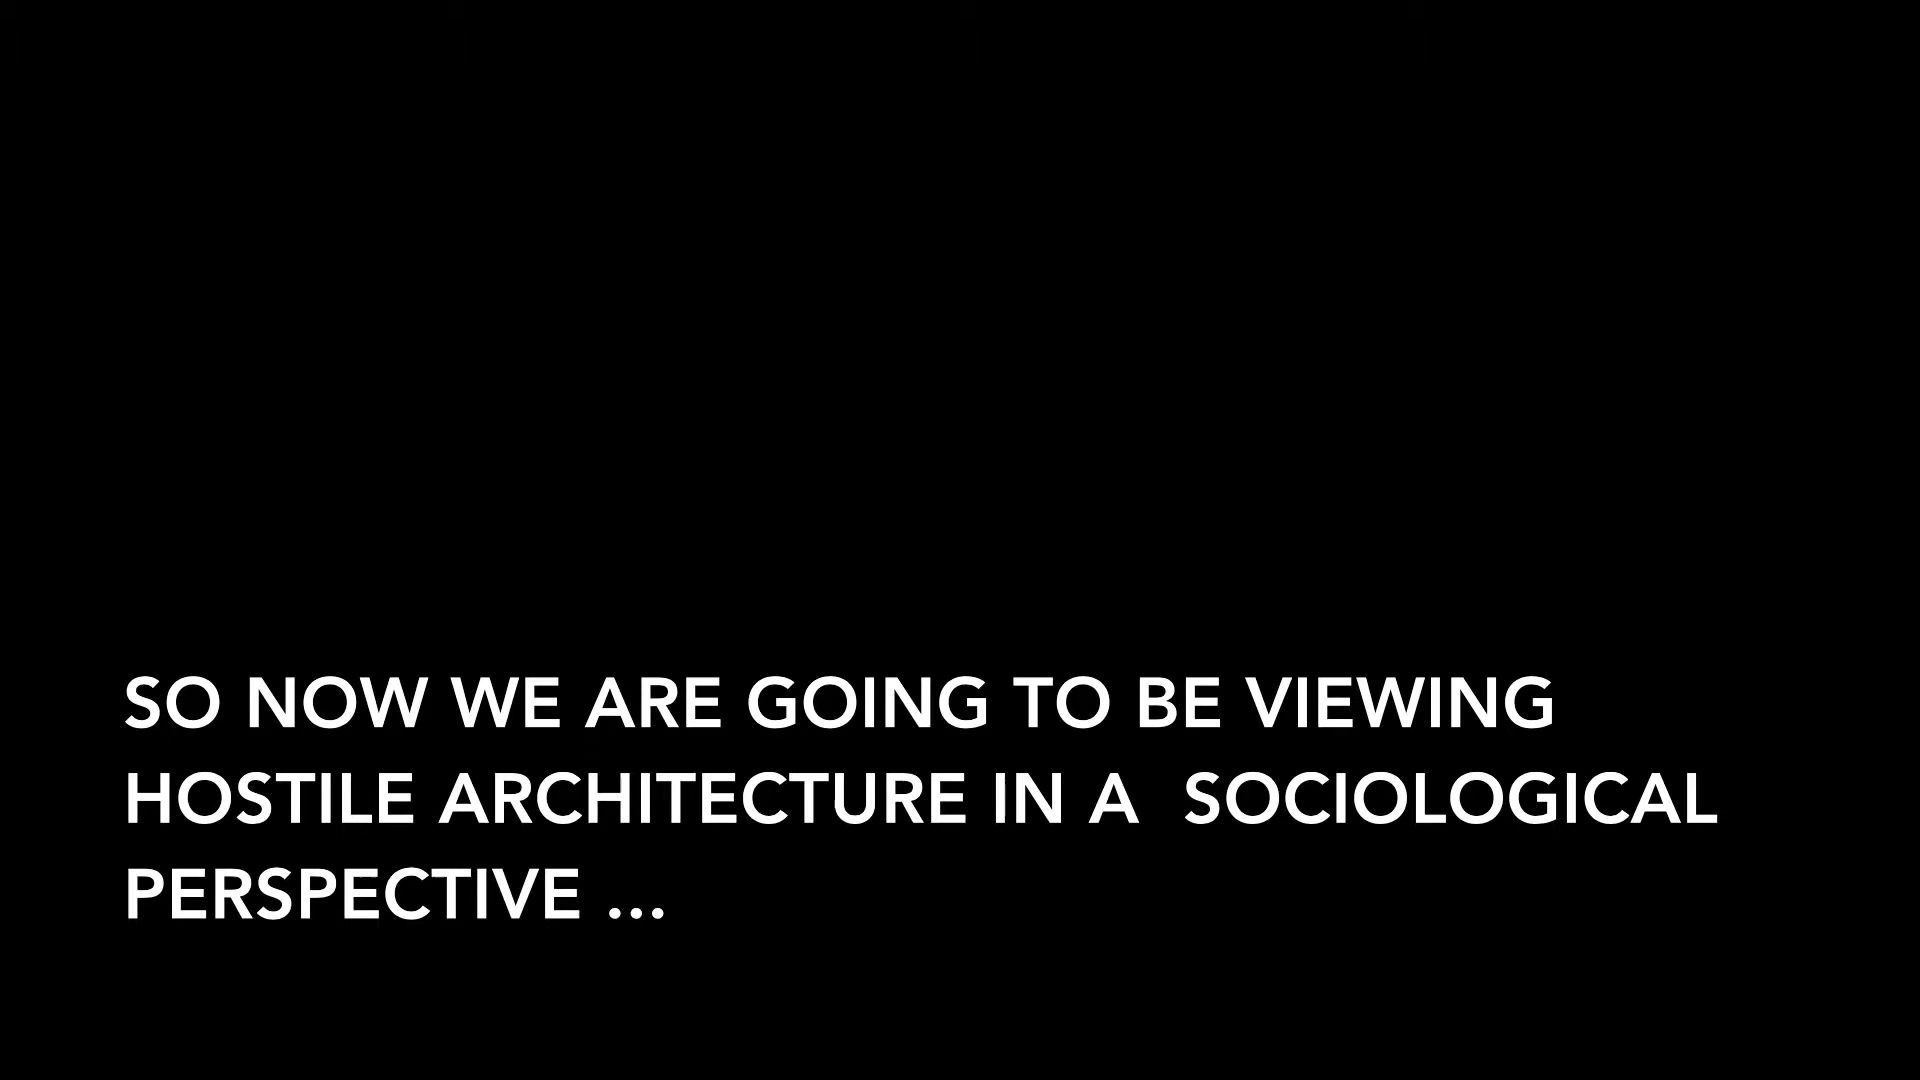 SO NOW WE ARE GOING TO BE VIEWING
HOSTILE ARCHITECTURE IN A  SOCIOLOGICAL
PERSPECTIVE ...